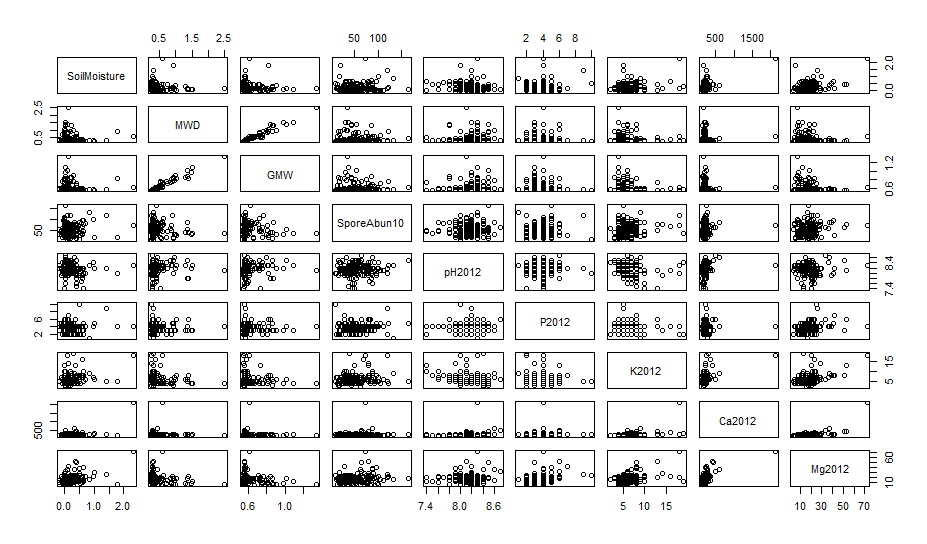 0.5 1.5 2.5 50 100 2 4 6 8 500 1500
SoilMoisture 0.0 1.0 2.0
0.5 2.5 MWD
GMW 0.6 1.2
50 SporeAbun10
pH2012 7.4 8.4
2 6 P2012
K2012 5 15
500 Ca2012
Mg2012 10 60
0.0 1.0 2.0 0.6 1.0 7.4 8.0 8.6 5 10 15 10 30 50 70